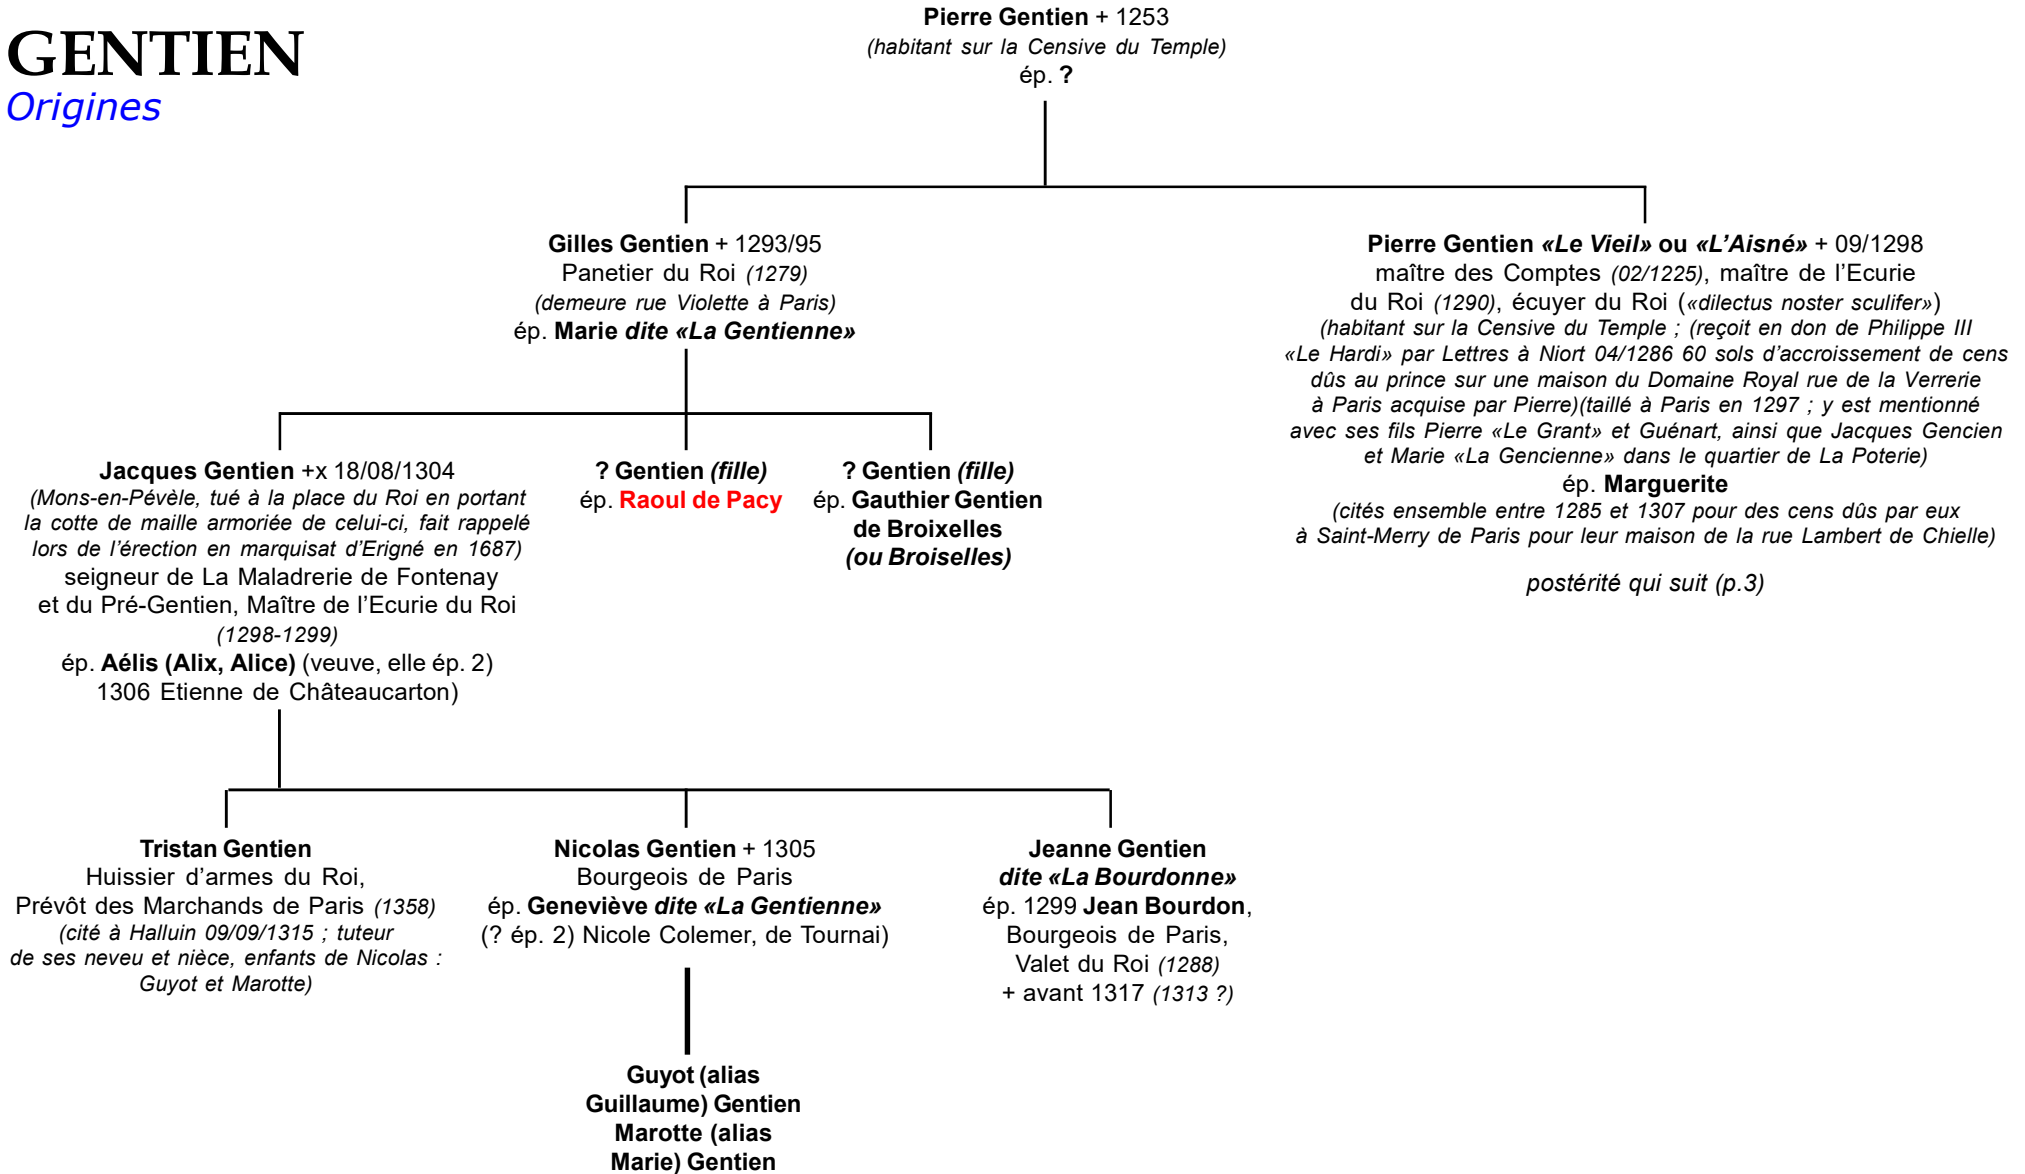 GENTIEN
Origines
Pierre Gentien + 1253
(habitant sur la Censive du Temple)
ép. ?
Gilles Gentien + 1293/95
Panetier du Roi (1279)
(demeure rue Violette à Paris)
ép. Marie dite «La Gentienne»
Pierre Gentien «Le Vieil» ou «L’Aisné» + 09/1298
maître des Comptes (02/1225), maître de l’Ecurie
du Roi (1290), écuyer du Roi («dilectus noster sculifer»)
(habitant sur la Censive du Temple ; (reçoit en don de Philippe III
«Le Hardi» par Lettres à Niort 04/1286 60 sols d’accroissement de cens
dûs au prince sur une maison du Domaine Royal rue de la Verrerie
à Paris acquise par Pierre)(taillé à Paris en 1297 ; y est mentionné
avec ses fils Pierre «Le Grant» et Guénart, ainsi que Jacques Gencien
et Marie «La Gencienne» dans le quartier de La Poterie)
ép. Marguerite
(cités ensemble entre 1285 et 1307 pour des cens dûs par eux
à Saint-Merry de Paris pour leur maison de la rue Lambert de Chielle)
postérité qui suit (p.3)
Jacques Gentien +x 18/08/1304
(Mons-en-Pévèle, tué à la place du Roi en portant
la cotte de maille armoriée de celui-ci, fait rappelé
lors de l’érection en marquisat d’Erigné en 1687)
seigneur de La Maladrerie de Fontenay
et du Pré-Gentien, Maître de l’Ecurie du Roi
(1298-1299)
ép. Aélis (Alix, Alice) (veuve, elle ép. 2)
1306 Etienne de Châteaucarton)
? Gentien (fille)
ép. Raoul de Pacy
? Gentien (fille)
ép. Gauthier Gentien
de Broixelles
(ou Broiselles)
Tristan Gentien
Huissier d’armes du Roi,
Prévôt des Marchands de Paris (1358)
(cité à Halluin 09/09/1315 ; tuteur
de ses neveu et nièce, enfants de Nicolas :
Guyot et Marotte)
Nicolas Gentien + 1305
Bourgeois de Paris
ép. Geneviève dite «La Gentienne»
(? ép. 2) Nicole Colemer, de Tournai)
Jeanne Gentien
dite «La Bourdonne»
ép. 1299 Jean Bourdon,
Bourgeois de Paris,
Valet du Roi (1288)
+ avant 1317 (1313 ?)
Guyot (alias
Guillaume) Gentien
Marotte (alias
Marie) Gentien